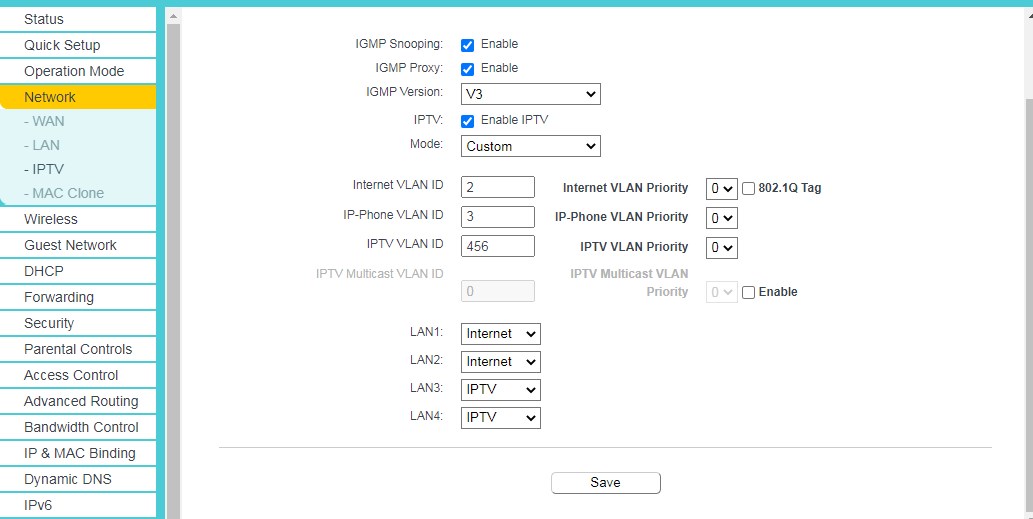 Status
Quick Setup
Operation Mode
Network
- WAN
- LAN
- IPTV
- MAC Clone
Wireless
Guest Network
DHCP
Forwarding
Security
Parental Controls
Access Control
Advanced Routing
Bandwidth Control
IP & MAC Binding
Dynamic DNS
IPv6
IGMP Snooping: Enable
IGMP Proxy: Enable
IGMP Version: V3
IPTV: Enable IPTV
Mode: Custom
Internet VLAN ID 2 Internet VLAN Priority 0 802.1Q Tag
IP-Phone VLAN ID 3 IP-Phone VLAN Priority 0
IPTV VLAN ID 456 IPTV VLAN Priority 0
IPTV Multicast VLAN ID 0 IPTV Multicast VLAN
Priority 0 Enable
LAN1: Internet
LAN2: Internet
LAN3: IPTV
LAN4: IPTV
Save